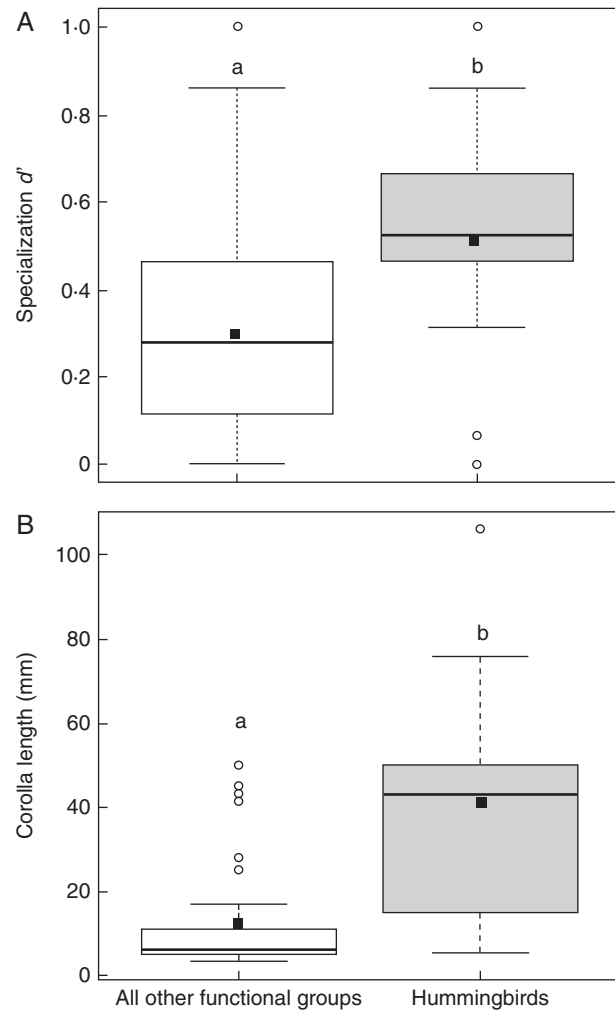 A
1·0
0·8
0·6
0·4
0·2
0
Specialization d'
a
b
B
100
80
60
40
20
0
Corolla length (mm)
a
b
All other functional groups
Hummingbirds